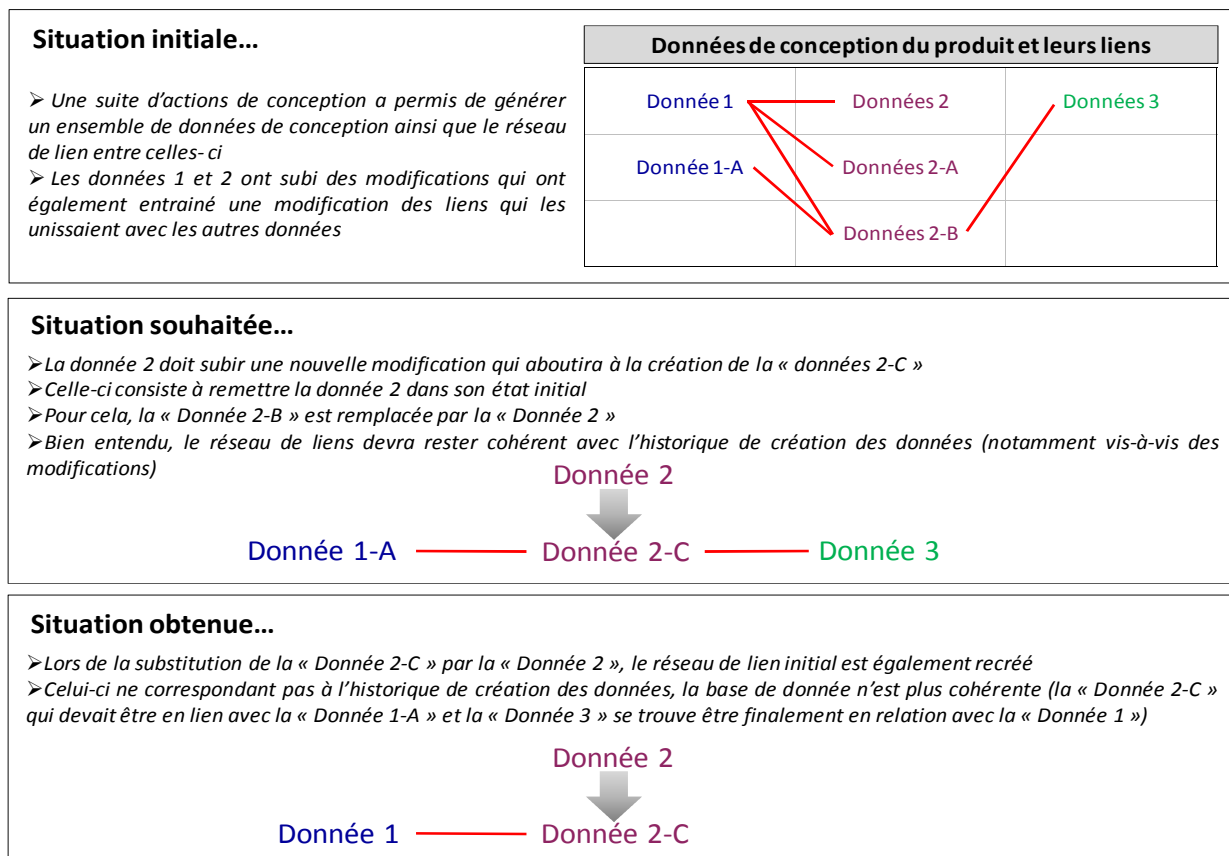 Situation initiale…
➢ Une suite d'actions de conception a permis de générer
un ensemble de données de conception ainsi que le réseau
de lien entre celles- ci
➢ Les données 1 et 2 ont subi des modifications qui ont
également entrainé une modification des liens qui les
unissaient avec les autres données
Données de conception du produit et leurs liens
Donnée 1 Données 2 Données 3
Donnée 1-A Données 2-A
Données 2-B
Situation souhaitée…
➢La donnée 2 doit subir une nouvelle modification qui aboutira à la création de la « données 2-C »
➢Celle-ci consiste à remettre la donnée 2 dans son état initial
➢Pour cela, la « Donnée 2-B » est remplacée par la « Donnée 2 »
➢Bien entendu, le réseau de liens devra rester cohérent avec l'historique de création des données (notamment vis-à-vis des
modifications)
Donnée 2
Donnée 1-A Donnée 2-C Donnée 3
Situation obtenue…
➢Lors de la substitution de la « Donnée 2-C » par la « Donnée 2 », le réseau de lien initial est également recréé
➢Celui-ci ne correspondant pas à l'historique de création des données, la base de donnée n'est plus cohérente (la « Donnée 2-C »
qui devait être en lien avec la « Donnée 1-A » et la « Donnée 3 » se trouve être finalement en relation avec la « Donnée 1 »)
Donnée 2
Donnée 1 Donnée 2-C